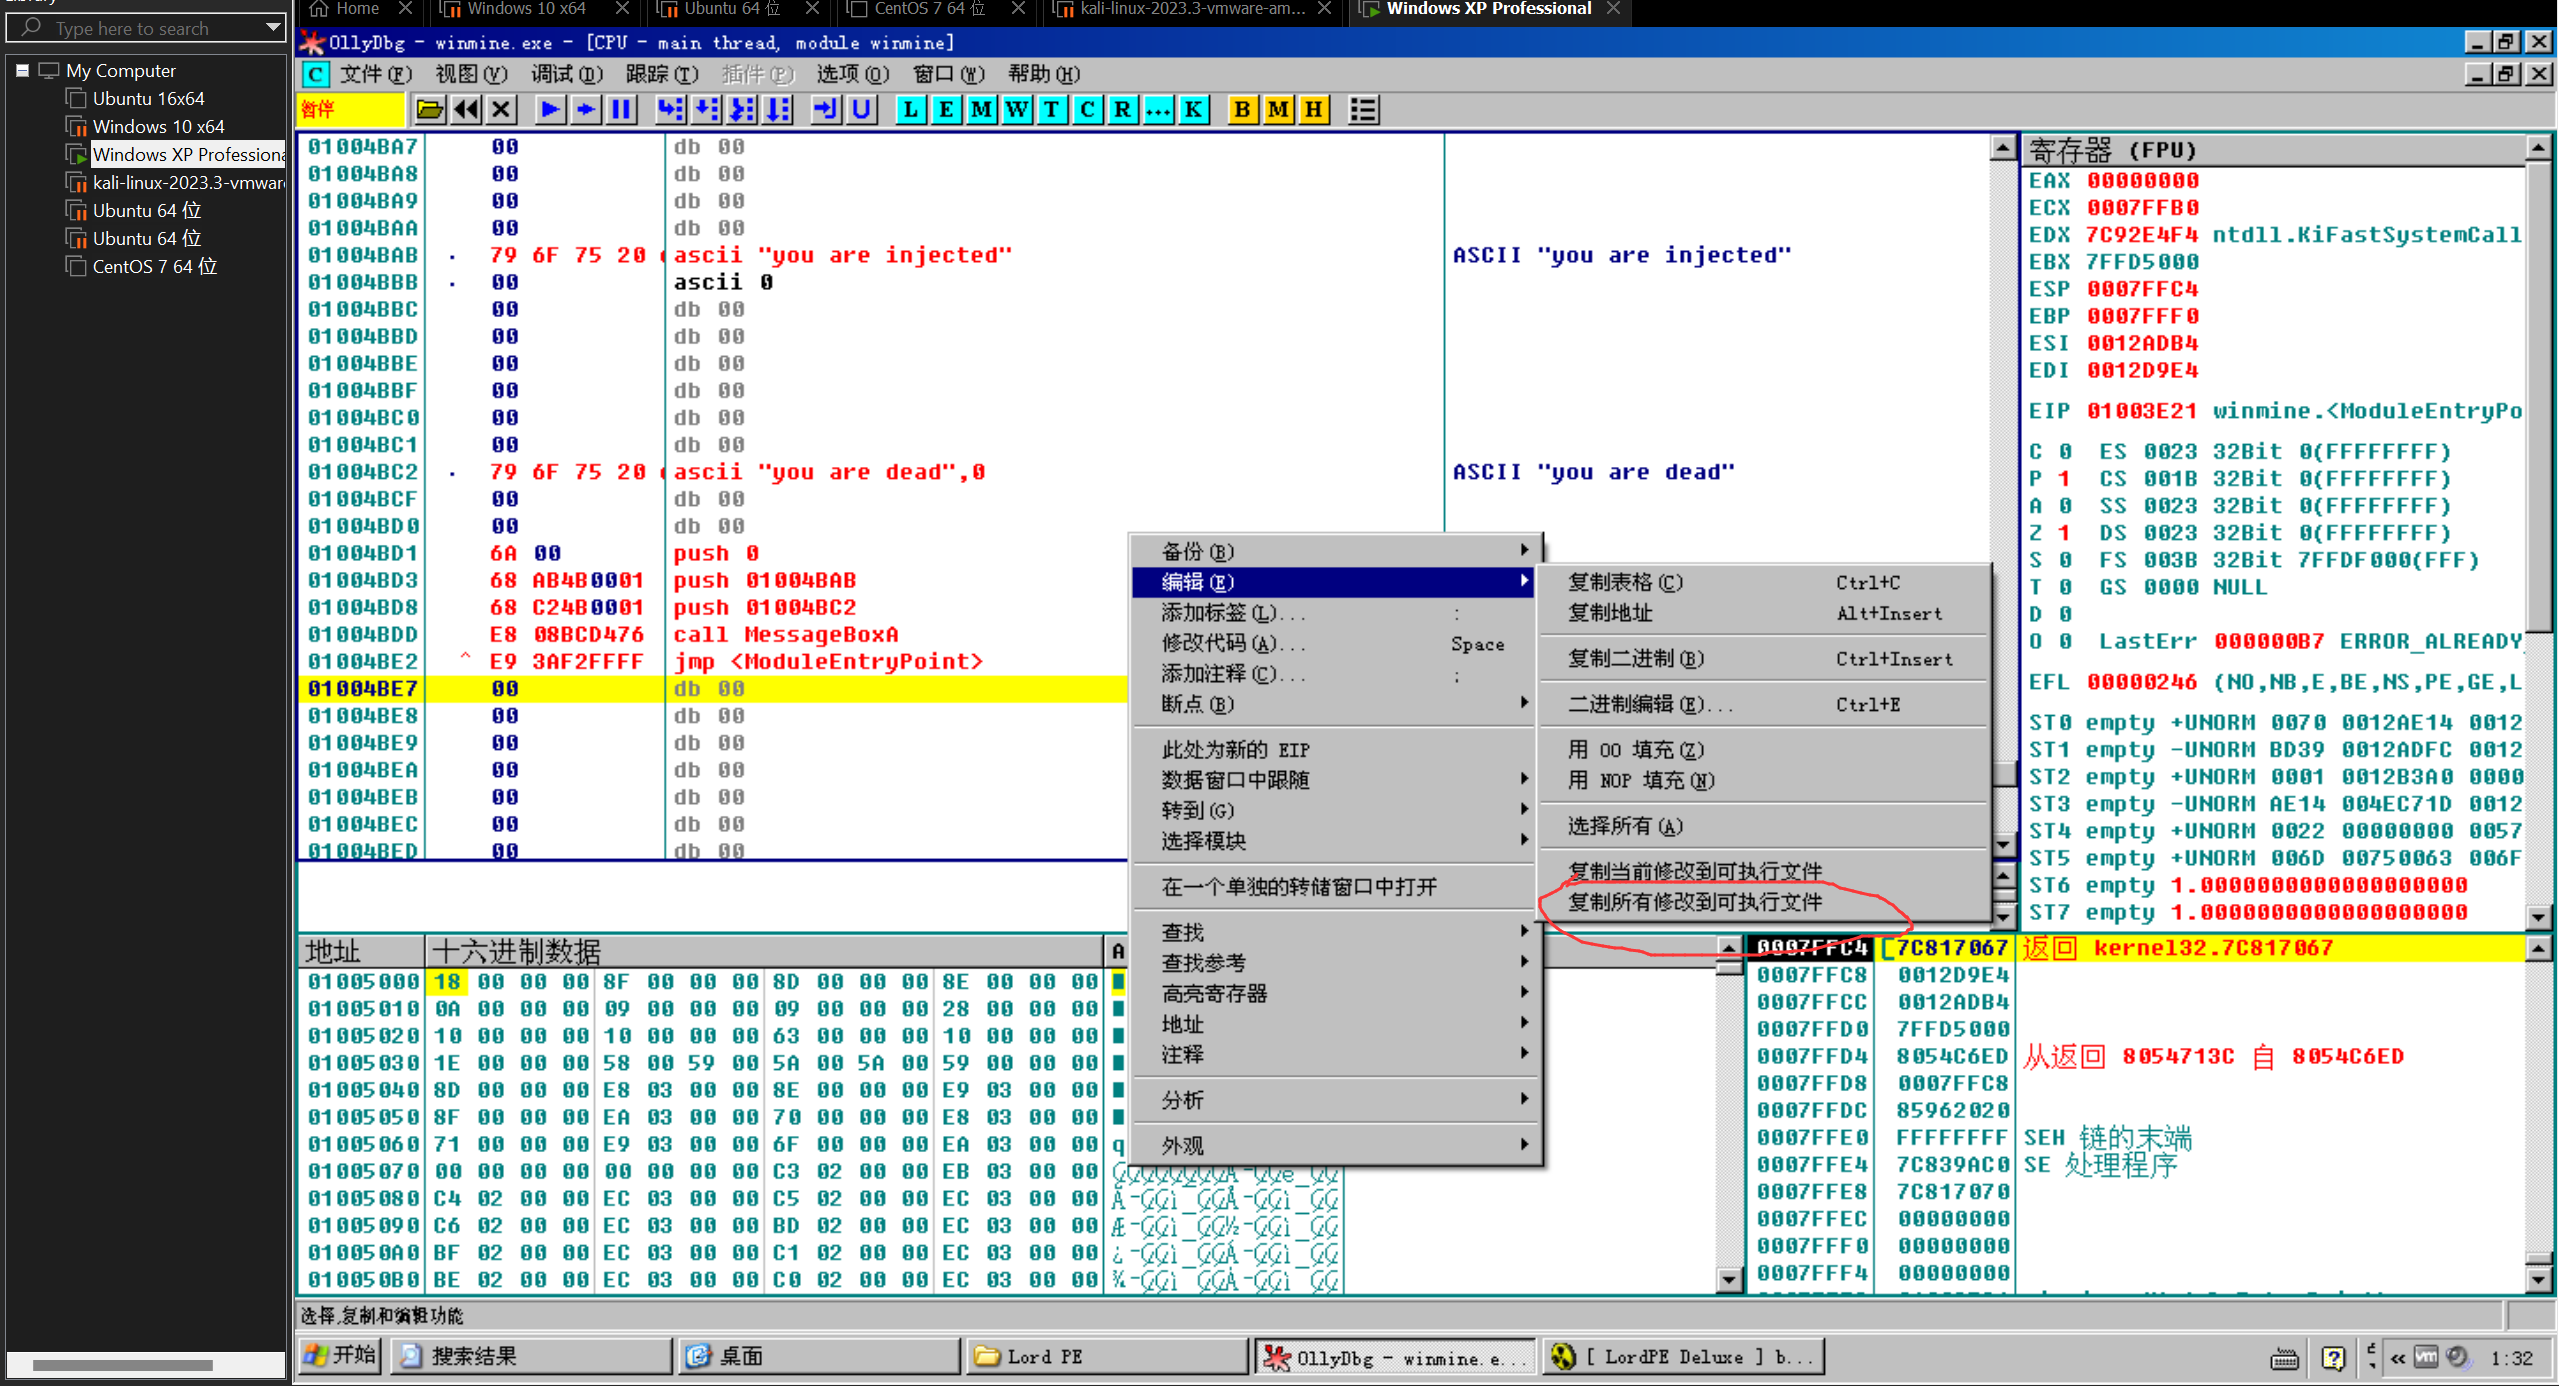 Type here to search
My Computer
Ubuntu 16x64
Windows 10 x64
Windows XP Professiona
kali-linux-2023.3-vmwar
Ubuntu 64 位
Ubuntu 64 位
CentOS 7 64 位
Home
Windows 10 x64
Ubuntu 64 位
CentOS 7 64 位
kali-linux-2023.3-vmware-am...
Windows XP Professional
OllyDbg - winmine.exe - [CPU - main thread, module winmine]
C 文件(F) 视图(V) 调试(D) 跟踪(T) 插件(P) 选项(O) 窗口(W) 帮助(H)
暂停 L E M W T C R ... K B M H
01004BA7 00 db 00
01004BA8 00 db 00
01004BA9 00 db 00
01004BAA 00 db 00
01004BAB . 79 6F 75 20 ascii "you are injected" ASCII "you are injected"
01004BBB . 00 ascii 0
01004BBC 00 db 00
01004BBD 00 db 00
01004BBE 00 db 00
01004BBF 00 db 00
01004BC0 00 db 00
01004BC1 00 db 00
01004BC2 . 79 6F 75 20 ascii "you are dead",0 ASCII "you are dead"
01004BCF 00 db 00
01004BD0 00 db 00
01004BD1 6A 00 push 0
01004BD3 68 AB4B0001 push 01004BAB
01004BD8 68 C24B0001 push 01004BC2
01004BDD E8 08BCD476 call MessageBoxA
01004BE2 ^ E9 3AF2FFFF jmp <ModuleEntryPoint>
01004BE7 00 db 00
01004BE8 00 db 00
01004BE9 00 db 00
01004BEA 00 db 00
01004BEB 00 db 00
01004BEC 00 db 00
01004BED 00 db 00
备份(B)
编辑(E)
添加标签(L)... :
修改代码(A)... Space
添加注释(C)... ;
断点(B)
此处为新的 EIP
数据窗口中跟随
转到(G)
选择模块
在一个单独的转储窗口中打开
查找
查找参考
高亮寄存器
地址
注释
分析
外观
复制表格(C) Ctrl+C
复制地址 Alt+Insert
复制二进制(B) Ctrl+Insert
二进制编辑(E)... Ctrl+E
用 00 填充(Z)
用 NOP 填充(N)
选择所有(A)
复制当前修改到可执行文件
复制所有修改到可执行文件
寄存器 (FPU)
EAX 00000000
ECX 0007FFB0
EDX 7C92E4F4 ntdll.KiFastSystemCall
EBX 7FFD5000
ESP 0007FFC4
EBP 0007FFF0
ESI 0012ADB4
EDI 0012D9E4
EIP 01003E21 winmine.<ModuleEntryPo
C 0 ES 0023 32Bit 0(FFFFFFFF)
P 1 CS 001B 32Bit 0(FFFFFFFF)
A 0 SS 0023 32Bit 0(FFFFFFFF)
Z 1 DS 0023 32Bit 0(FFFFFFFF)
S 0 FS 003B 32Bit 7FFDF000(FFF)
T 0 GS 0000 NULL
D 0
O 0 LastErr 000000B7 ERROR_ALREADY_
EFL 00000246 (NO,NB,E,BE,NS,PE,GE,L
ST0 empty +UNORM 0070 0012AE14 0012
ST1 empty -UNORM BD39 0012ADFC 0012
ST2 empty +UNORM 0001 0012B3A0 0000
ST3 empty -UNORM AE14 004EC71D 0012
ST4 empty +UNORM 0022 00000000 0057
ST5 empty +UNORM 006D 00750063 006F
ST6 empty 1.0000000000000000000
ST7 empty 1.0000000000000000000
地址 十六进制数据 A
01005000 18 00 00 00 8F 00 00 00 8D 00 00 00 8E 00 00 00
01005010 0A 00 00 00 09 00 00 00 09 00 00 00 28 00 00 00
01005020 10 00 00 00 10 00 00 00 63 00 00 00 10 00 00 00
01005030 1E 00 00 00 58 00 59 00 5A 00 5A 00 59 00 00 00
01005040 8D 00 00 00 E8 03 00 00 8E 00 00 00 E9 03 00 00
01005050 8F 00 00 00 EA 03 00 00 70 00 00 00 E8 03 00 00
01005060 71 00 00 00 E9 03 00 00 6F 00 00 00 EA 03 00 00 q
01005070 00 00 00 00 00 00 00 00 C3 02 00 00 EB 03 00 00
01005080 C4 02 00 00 EC 03 00 00 C5 02 00 00 EC 03 00 00
01005090 C6 02 00 00 EC 03 00 00 BD 02 00 00 EC 03 00 00
010050A0 BF 02 00 00 EC 03 00 00 C1 02 00 00 EC 03 00 00
010050B0 BE 02 00 00 EC 03 00 00 C0 02 00 00 EC 03 00 00
0007FFC4 7C817067 返回 kernel32.7C817067
0007FFC8 0012D9E4
0007FFCC 0012ADB4
0007FFD0 7FFD5000
0007FFD4 8054C6ED 从返回 8054713C 自 8054C6ED
0007FFD8 0007FFC8
0007FFDC 85962020
0007FFE0 FFFFFFFF SEH 链的末端
0007FFE4 7C839AC0 SE 处理程序
0007FFE8 7C817070
0007FFEC 00000000
0007FFF0 00000000
0007FFF4 00000000
选择,复制和编辑功能
开始 搜索结果 桌面 Lord PE OllyDbg - winmine.e... [ LordPE Deluxe ] b... « vm 1:32